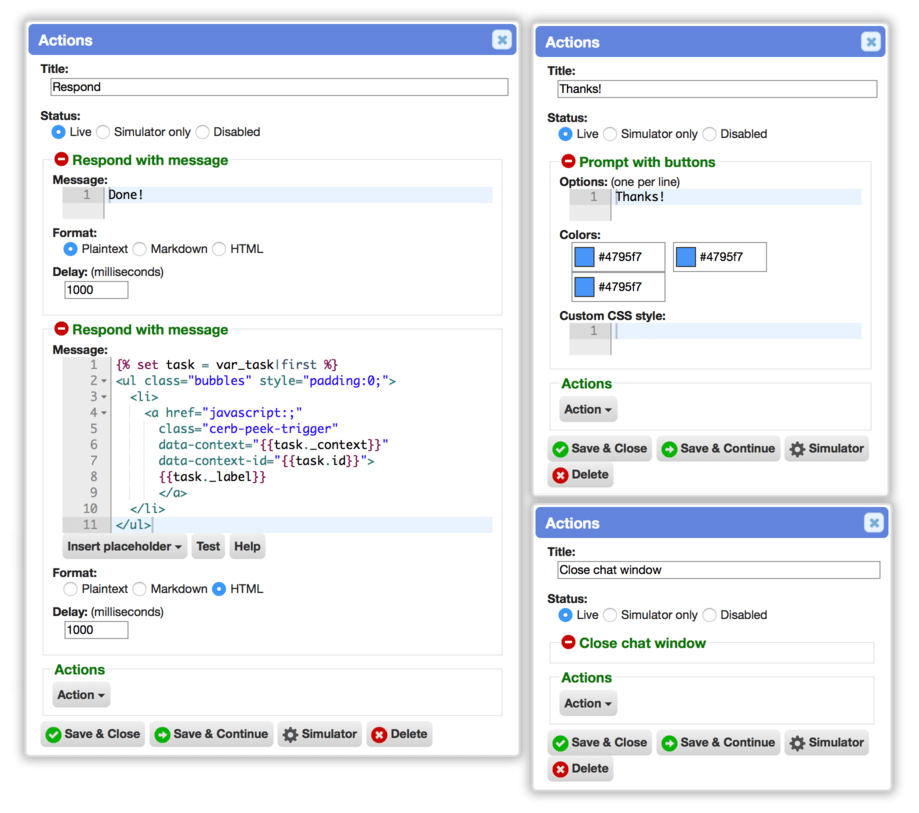 Actions
Title:
Respond
Status:
Live Simulator only Disabled
Respond with message
Message:
1 Done!
Format:
Plaintext Markdown HTML
Delay: (milliseconds)
1000
Respond with message
Message:
1 {% set task = var_task|first %}
2 <ul class="bubbles" style="padding:0;">
3 <li>
4 <a href="javascript:;"
5 class="cerb-peek-trigger"
6 data-context="{{task._context}}"
7 data-context-id="{{task.id}}">
8 {{task._label}}
9 </a>
10 </li>
11 </ul>
Insert placeholder Test Help
Format:
Plaintext Markdown HTML
Delay: (milliseconds)
1000
Actions
Action
Save & Close Save & Continue Simulator Delete
Actions
Title:
Thanks!
Status:
Live Simulator only Disabled
Prompt with buttons
Options: (one per line)
1 Thanks!
Colors:
#4795f7 #4795f7
#4795f7
Custom CSS style:
1
Actions
Action
Save & Close Save & Continue Simulator
Delete
Actions
Title:
Close chat window
Status:
Live Simulator only Disabled
Close chat window
Actions
Action
Save & Close Save & Continue Simulator
Delete